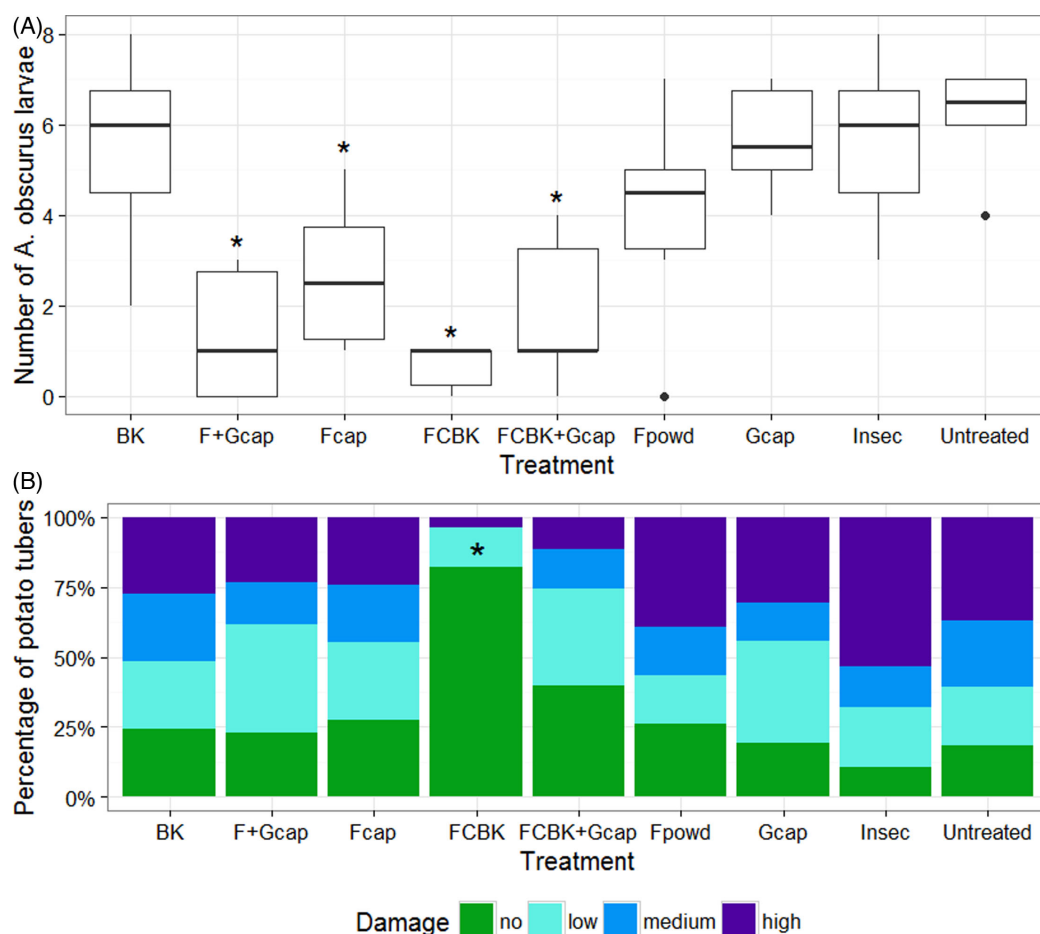 (A)
Number of A. obscurus larvae
8
6
4
2
0
* * * * *
BK F+Gcap Fcap FCBK FCBK+Gcap Fpowd Gcap Insec Untreated
Treatment
(B)
Percentage of potato tubers
100%
75%
50%
25%
0%
*
BK F+Gcap Fcap FCBK FCBK+Gcap Fpowd Gcap Insec Untreated
Treatment
Damage no low medium high